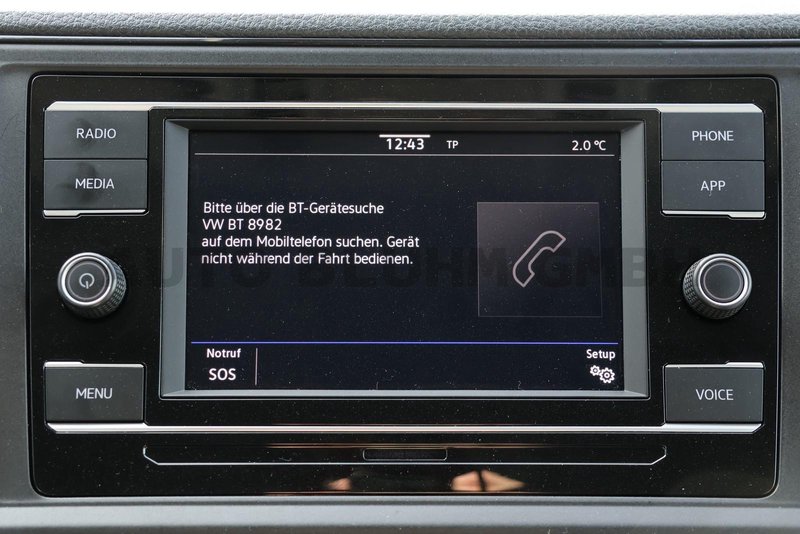 12:43 TP 2.0 °C
RADIO
MEDIA
MENU
Bitte über die BT-Gerätesuche
VW BT 8982
auf dem Mobiltelefon suchen. Gerät
nicht während der Fahrt bedienen.
Notruf
SOS
Setup
PHONE
APP
VOICE